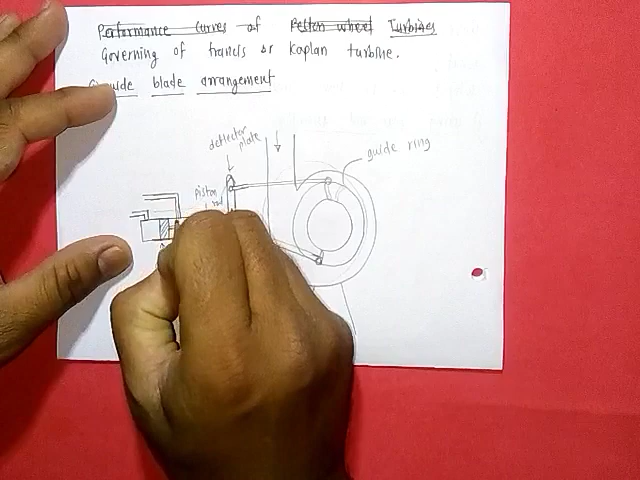 Performance Curves of Pelton wheel Turbines
Governing of francis or Kaplan turbine.
Guide blade arrangement
deflector plate
guide ring
piston rod